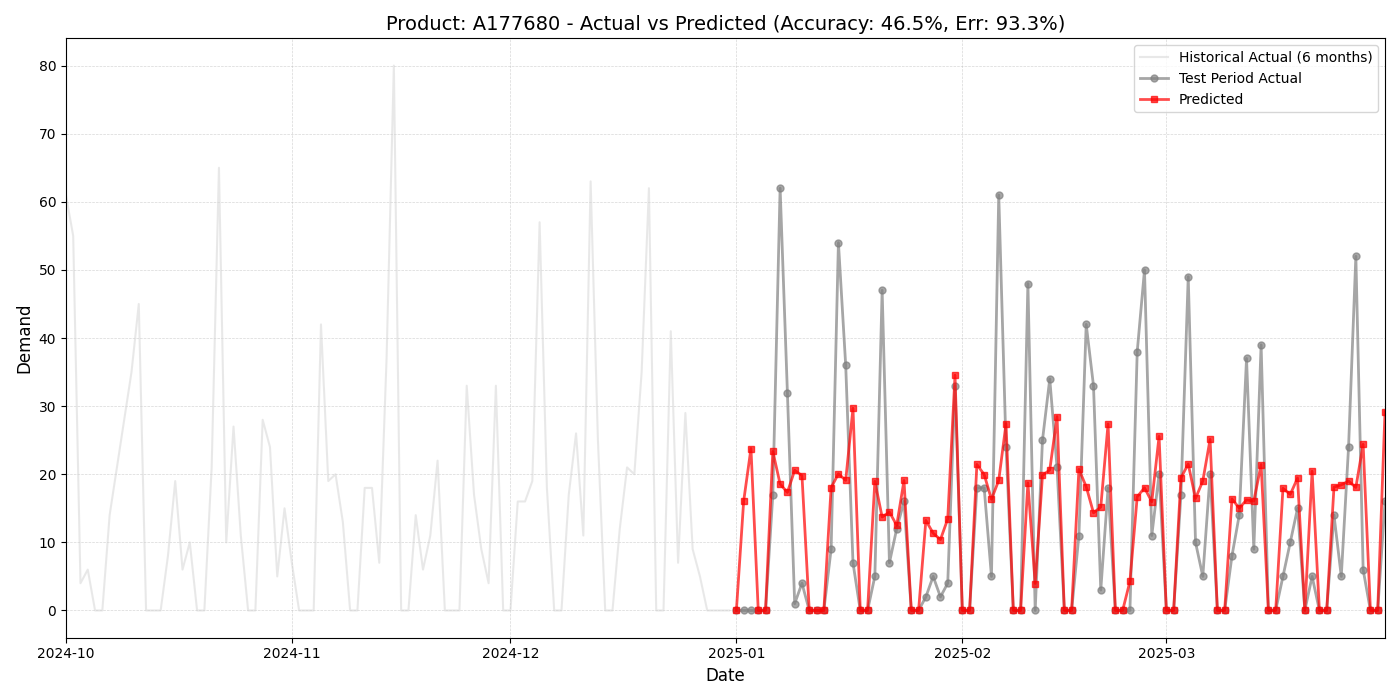 Product: A177680 - Actual vs Predicted (Accuracy: 46.5%, Err: 93.3%)
Historical Actual (6 months)
Test Period Actual
Predicted
Demand
80
70
60
50
40
30
20
10
0
2024-10
2024-11
2024-12
2025-01
2025-02
2025-03
Date